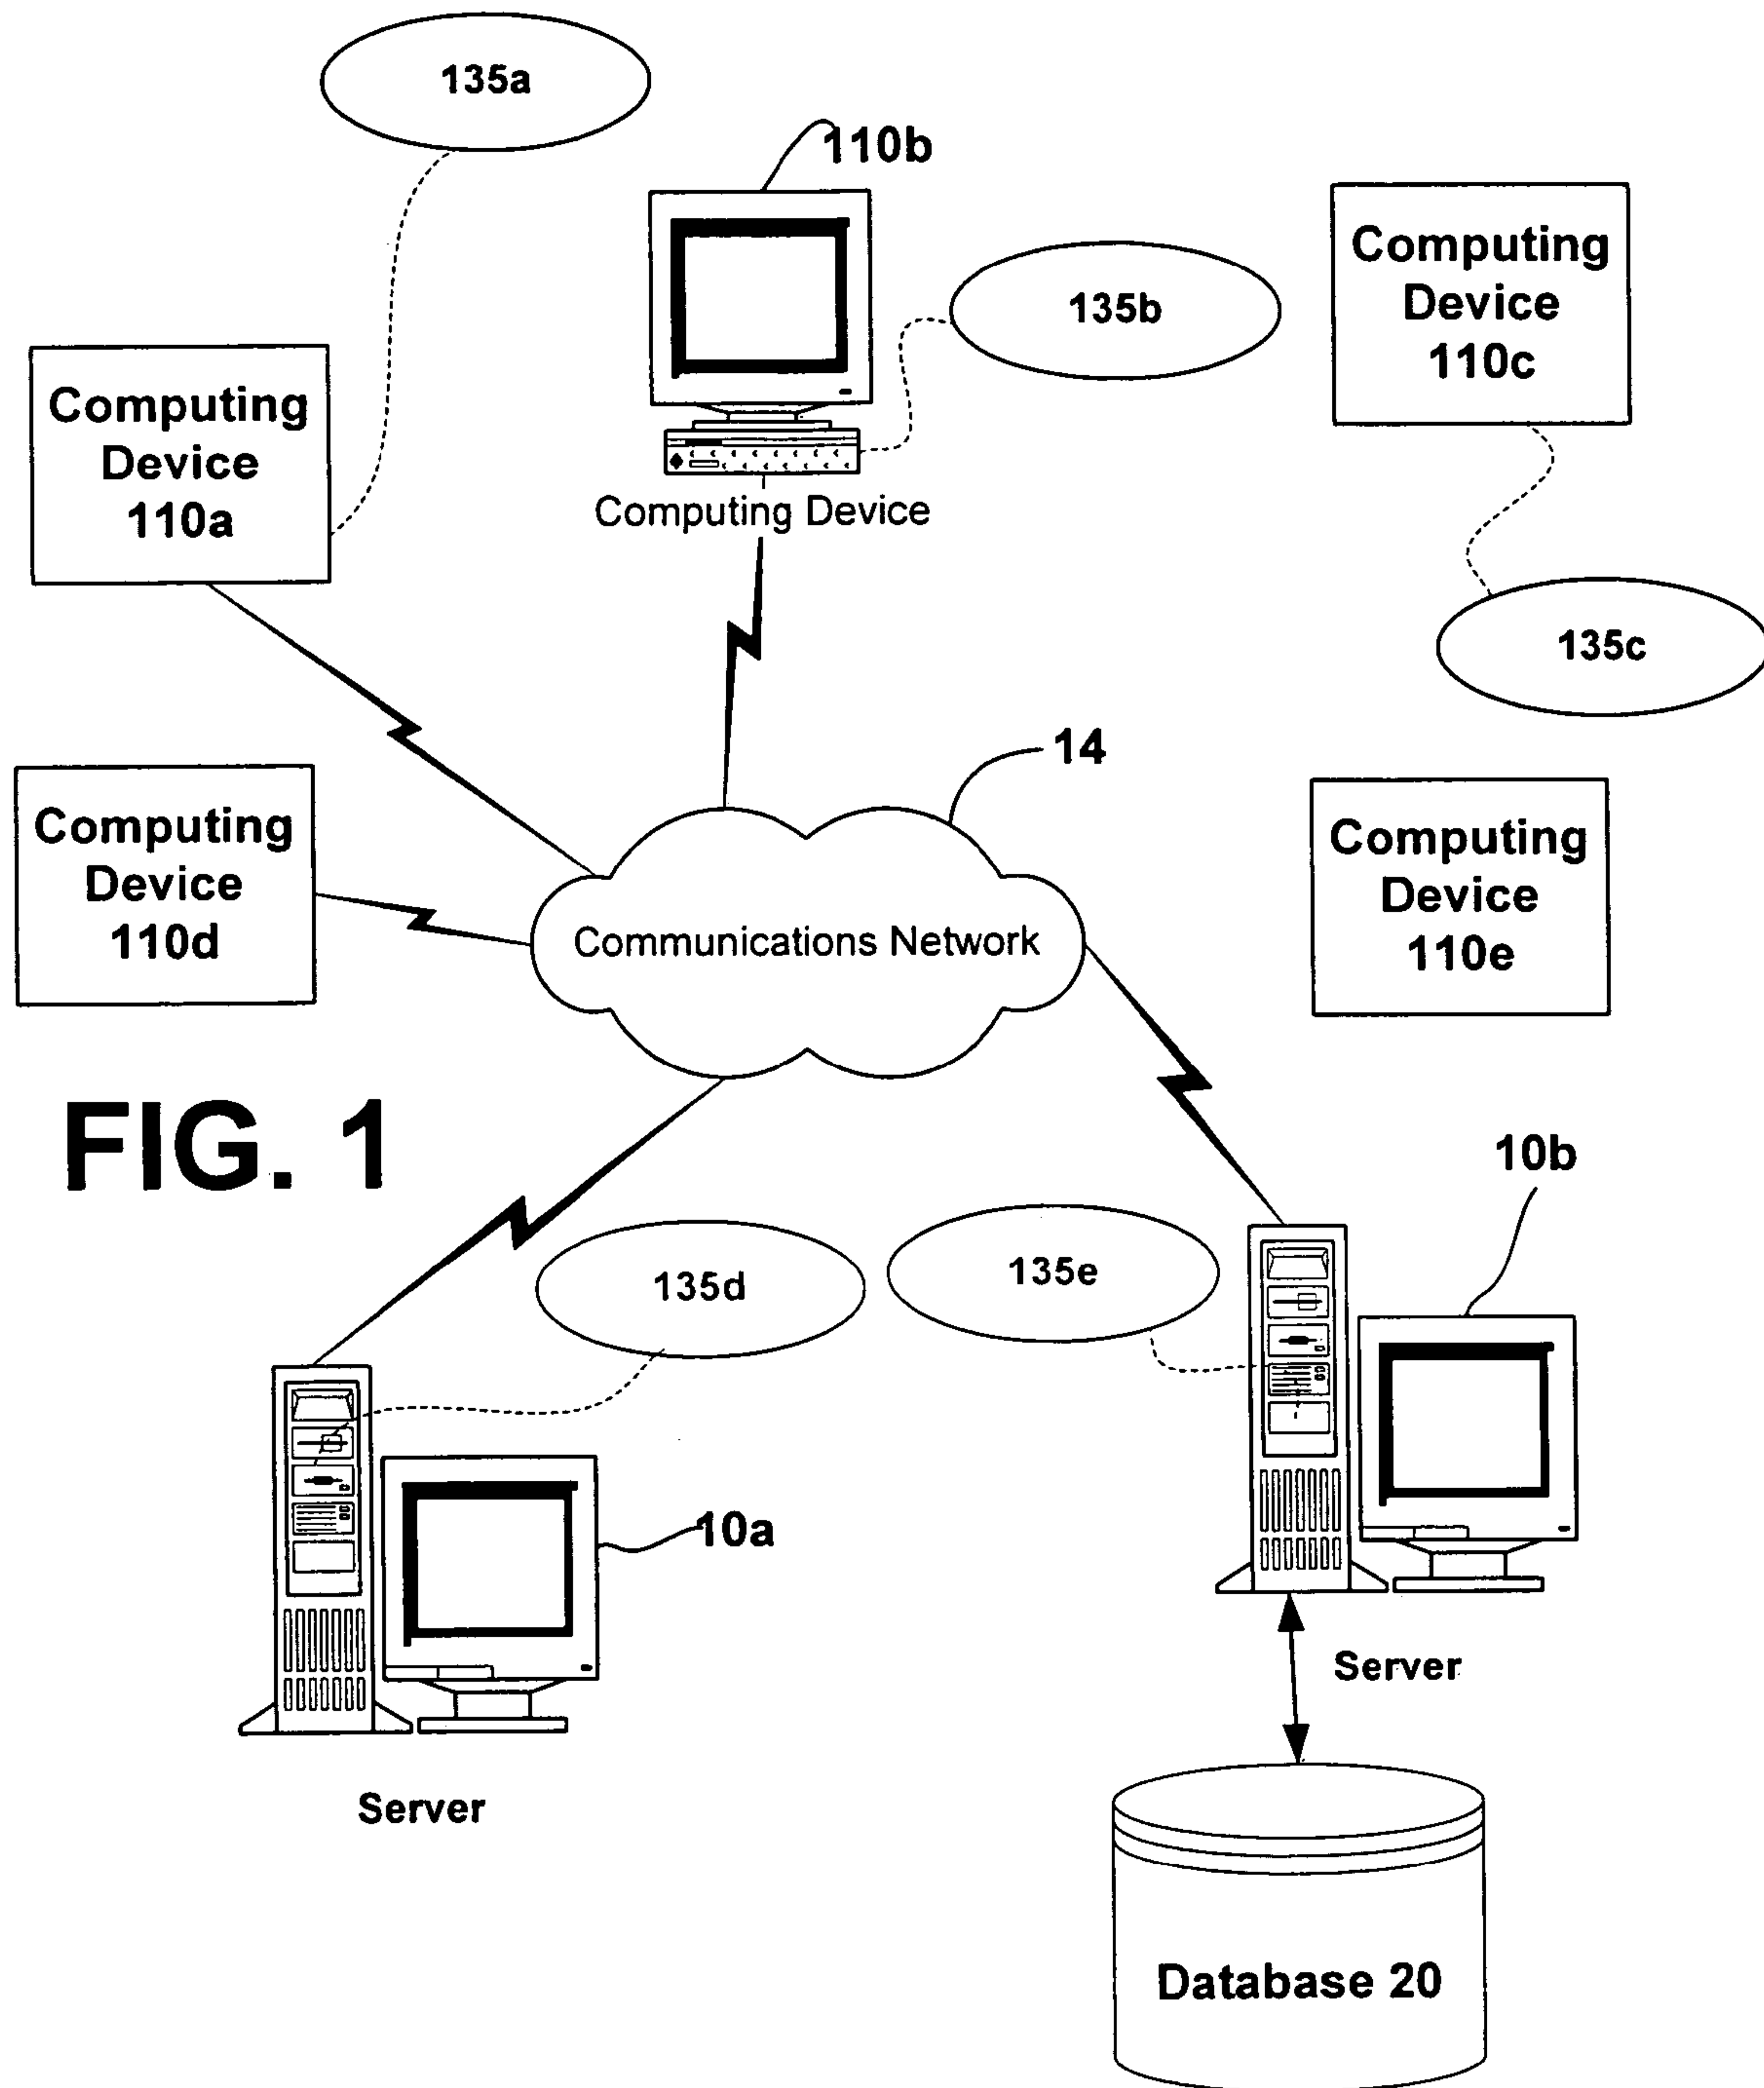 135a
110b
Computing
Device
110c
135b
Computing
Device
110a
Computing Device
135c
14
Computing
Device
110d
Computing
Device
110e
Communications Network
FIG. 1
10b
135d
135e
10a
Server
Server
Database 20